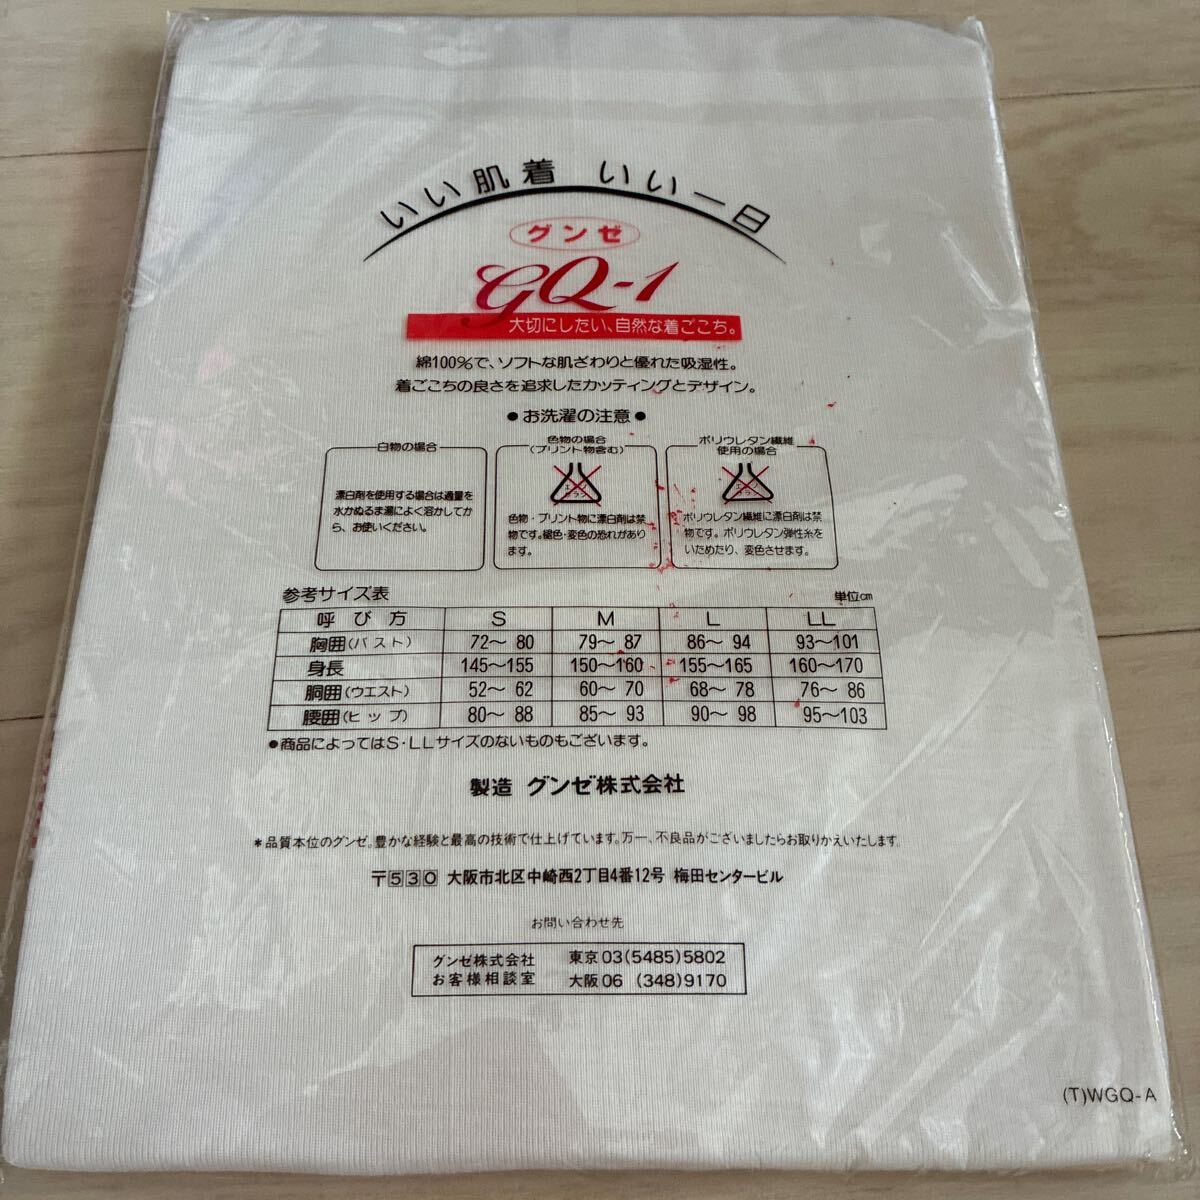 いい肌着 いい一日
グンゼ
GQ-1
大切にしたい、自然な着ごこち。
綿100%で、ソフトな肌ざわりと優れた吸湿性。
着ごこちの良さを追求したカッティングとデザイン。
●お洗濯の注意●
白物の場合
漂白剤を使用する場合は適量を
水かぬるま湯によく溶かしてか
ら、お使いください。
色物の場合
(プリント物含む)
エンソ
サラシ
色物・プリント物に漂白剤は禁
物です。褪色・変色の恐れがあり
ます。
ポリウレタン繊維
使用の場合
エンソ
サラシ
ポリウレタン繊維に漂白剤は禁
物です。ポリウレタン弾性糸を
いためたり、変色させます。
参考サイズ表 単位cm
呼び方 S M L LL
胸囲(バスト) 72〜80 79〜87 86〜94 93〜101
身長 145〜155 150〜160 155〜165 160〜170
胴囲(ウエスト) 52〜62 60〜70 68〜78 76〜86
腰囲(ヒップ) 80〜88 85〜93 90〜98 95〜103
●商品によってはS・LLサイズのないものもございます。
製造 グンゼ株式会社
*品質本位のグンゼ。豊かな経験と最高の技術で仕上げています。万一、不良品がございましたらお取りかえいたします。
〒530 大阪市北区中崎西2丁目4番12号 梅田センタービル
お問い合わせ先
グンゼ株式会社
お客様相談室
東京 03(5485)5802
大阪 06 (348)9170
(T)WGQ-A